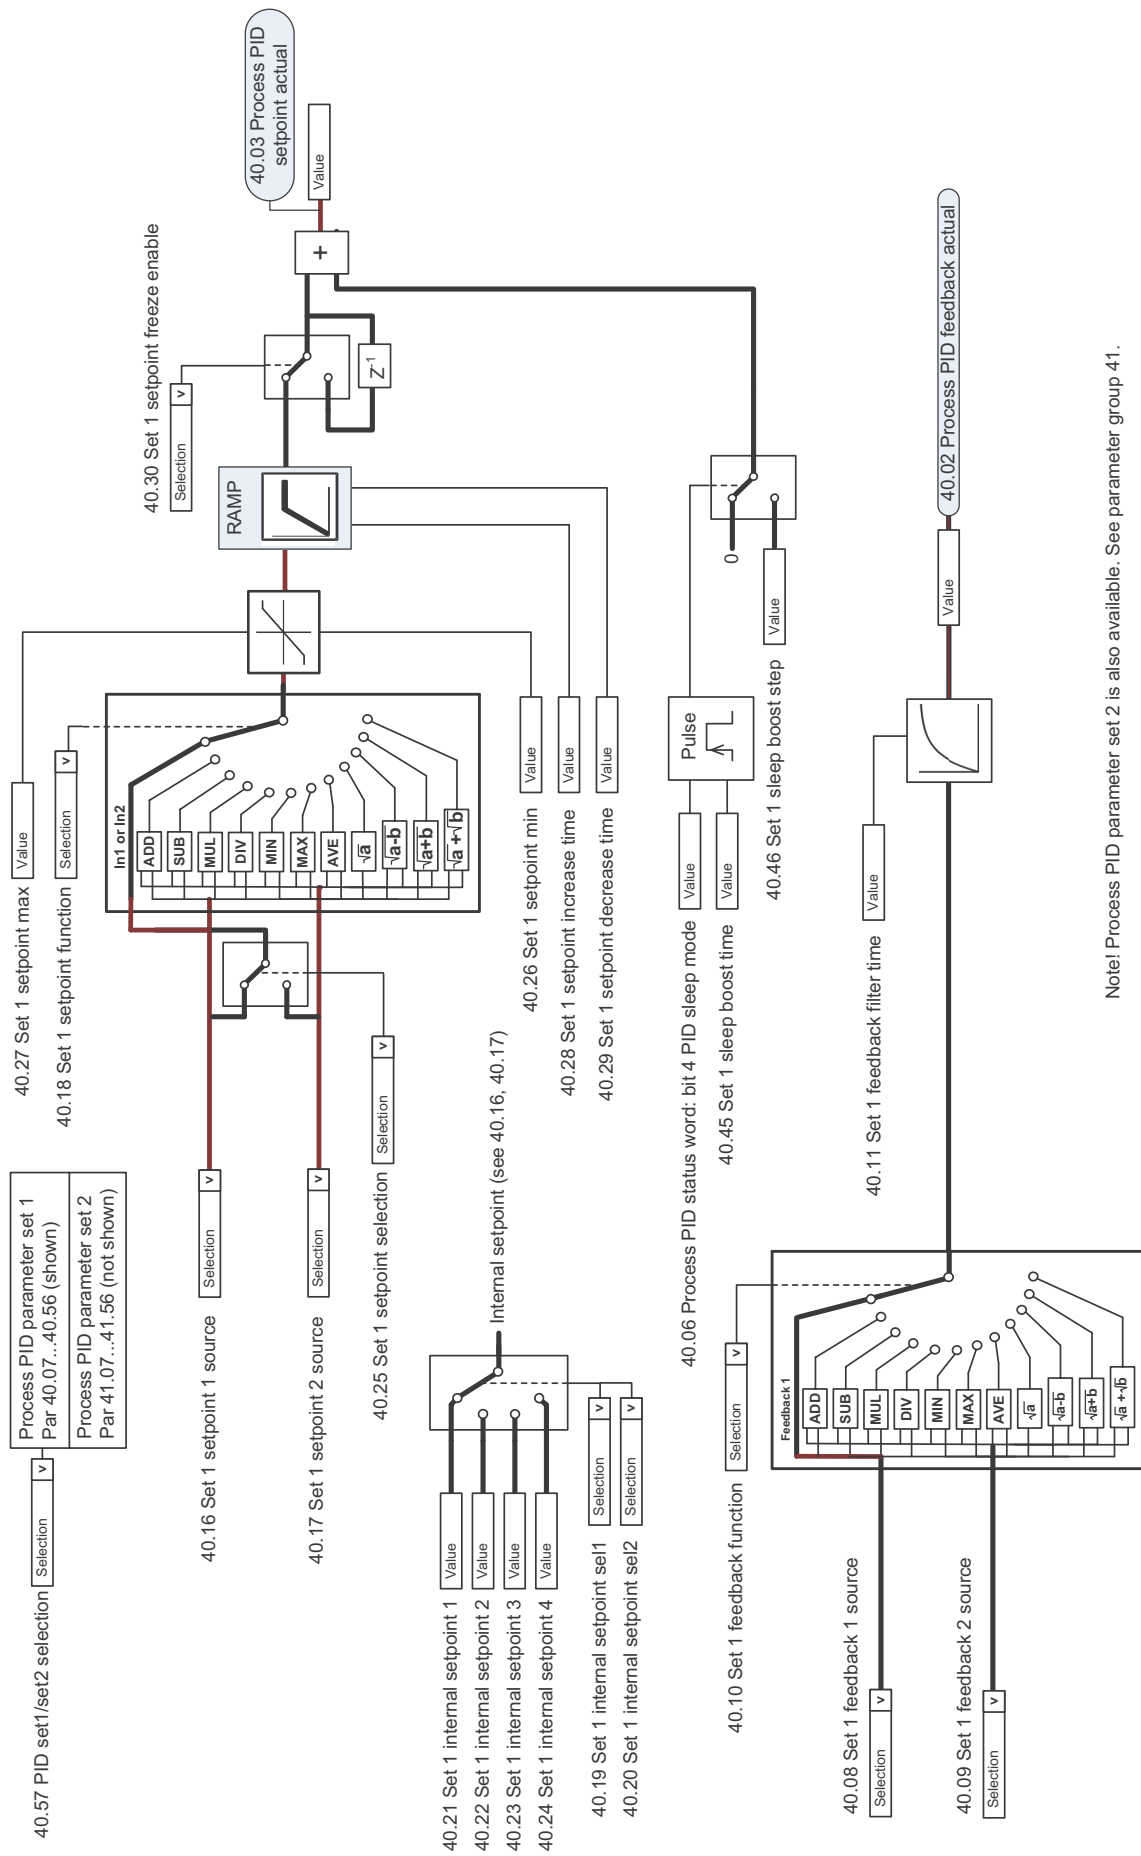 40.57 PID set1/set2 selection
Selection
v
Process PID parameter set 1
Par 40.07...40.56 (shown)
Process PID parameter set 2
Par 41.07...41.56 (not shown)
40.27 Set 1 setpoint max
Value
40.18 Set 1 setpoint function
Selection
v
40.16 Set 1 setpoint 1 source
Selection
v
40.17 Set 1 setpoint 2 source
Selection
v
40.25 Set 1 setpoint selection
Selection
v
In1 or In2
ADD
SUB
MUL
DIV
MIN
MAX
AVE
√a
√a-b
√a+b
√a +√b
RAMP
40.30 Set 1 setpoint freeze enable
Selection
v
Z-1
+
Value
40.03 Process PID
setpoint actual
40.26 Set 1 setpoint min
Value
40.28 Set 1 setpoint increase time
Value
40.29 Set 1 setpoint decrease time
Value
40.21 Set 1 internal setpoint 1
Value
40.22 Set 1 internal setpoint 2
Value
40.23 Set 1 internal setpoint 3
Value
40.24 Set 1 internal setpoint 4
Value
40.19 Set 1 internal setpoint sel1
Selection
v
40.20 Set 1 internal setpoint sel2
Selection
v
Internal setpoint (see 40.16, 40.17)
40.06 Process PID status word: bit 4 PID sleep mode
Value
40.45 Set 1 sleep boost time
Value
Pulse
0
40.46 Set 1 sleep boost step
Value
40.10 Set 1 feedback function
Selection
v
40.08 Set 1 feedback 1 source
Selection
v
40.09 Set 1 feedback 2 source
Selection
v
Feedback 1
ADD
SUB
MUL
DIV
MIN
MAX
AVE
√a
√a-b
√a+b
√a +√b
40.11 Set 1 feedback filter time
Value
Value
40.02 Process PID feedback actual
Note! Process PID parameter set 2 is also available. See parameter group 41.